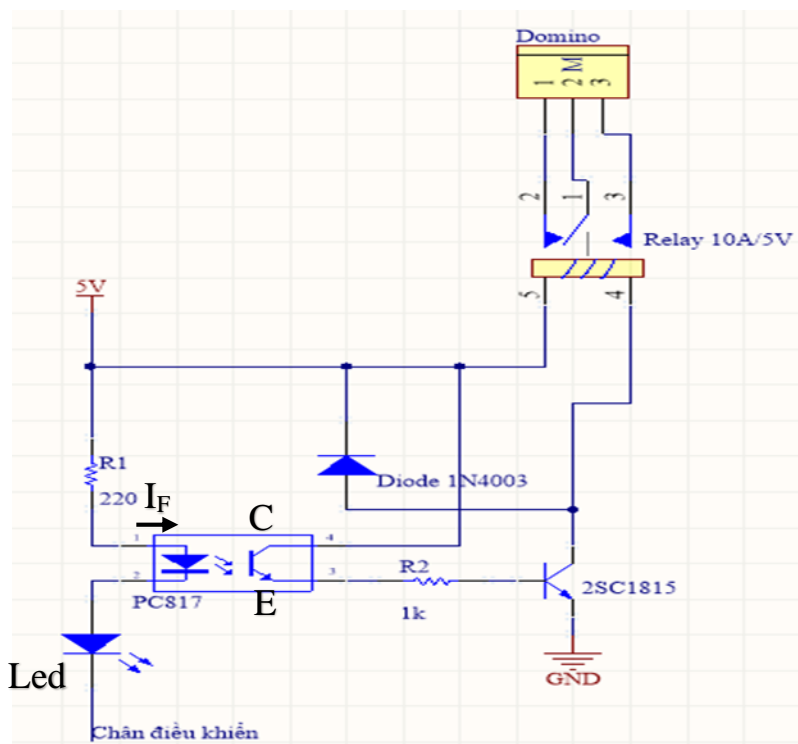 Domino
1 2 M 3
2 1 3
Relay 10A/5V
5 4
5V
R1
220
I_F
C
Diode 1N4003
1
4
2
3
PC817
E
R2
1k
2SC1815
GND
Led
Chân điều khiển